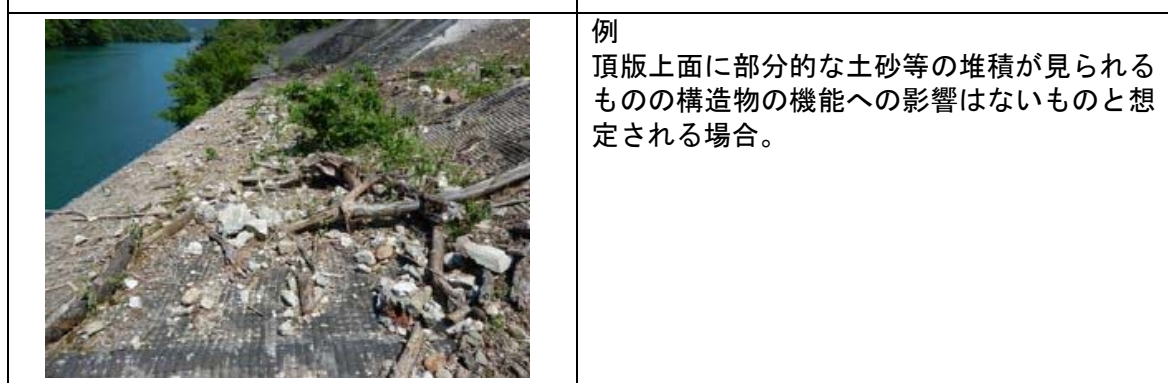 例
頂版上面に部分的な土砂等の堆積が見られる
ものの構造物の機能への影響はないものと想
定される場合。